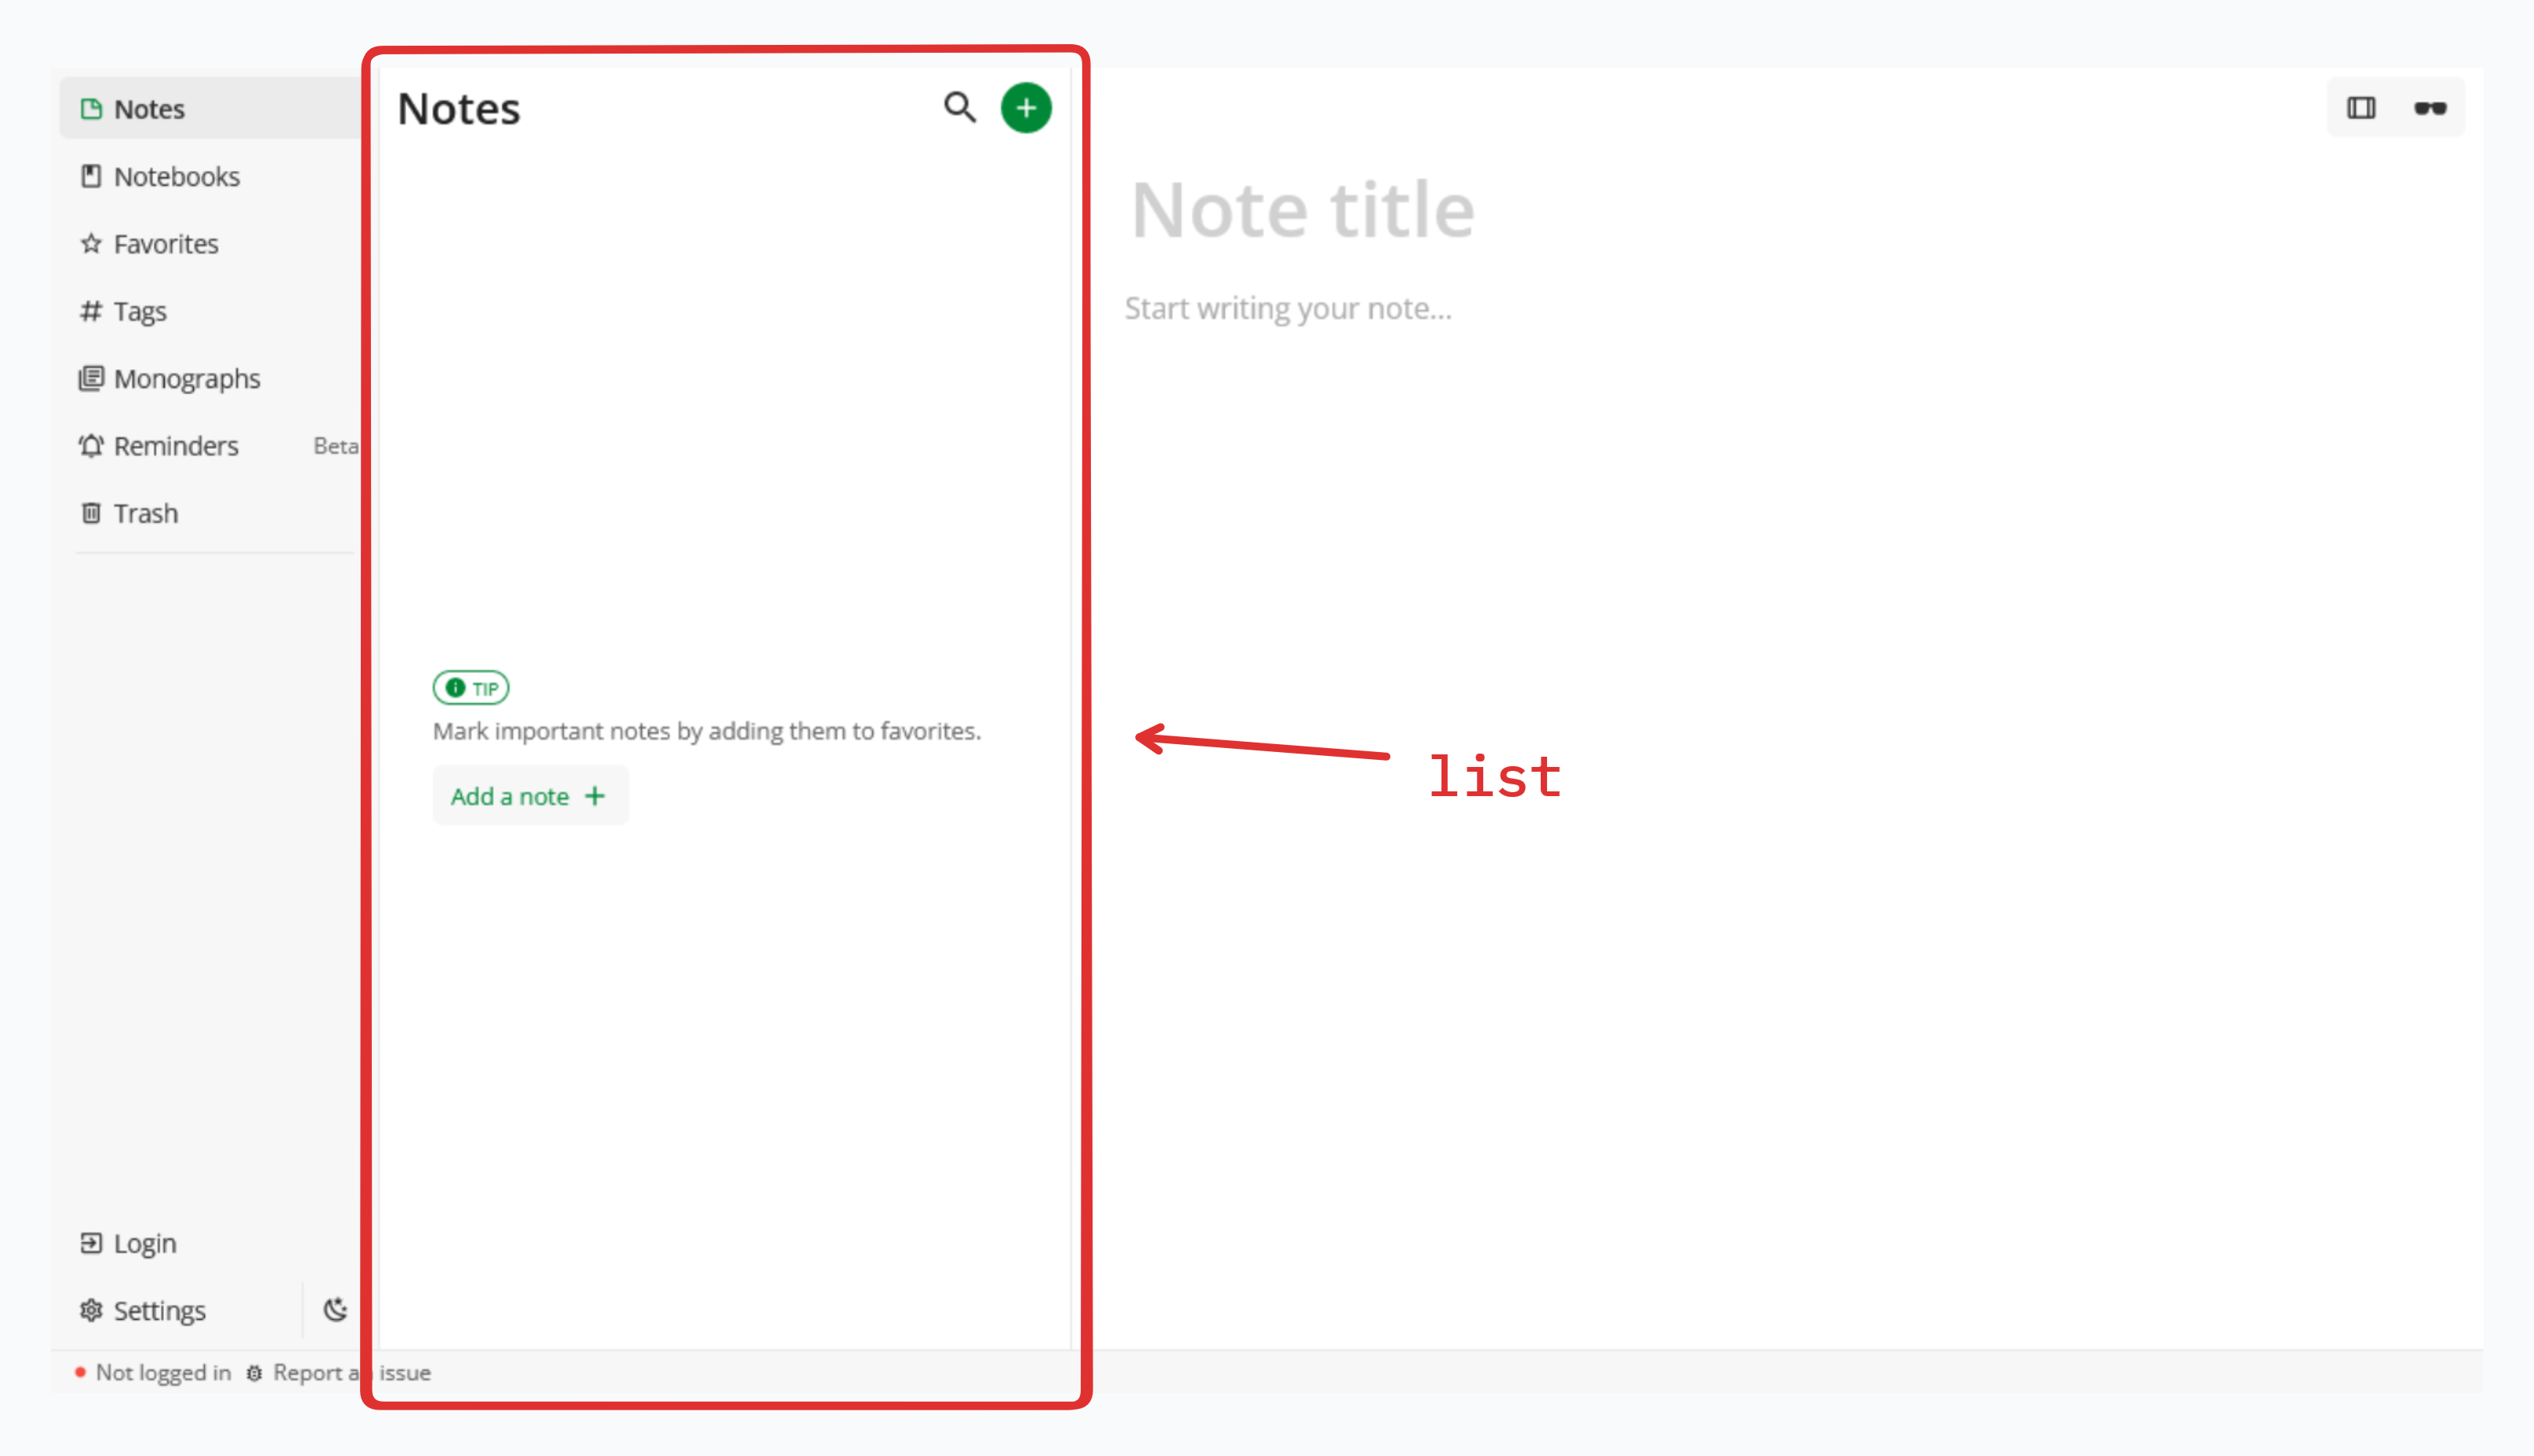 Notes
Notebooks
Favorites
Tags
Monographs
Reminders Beta
Trash
Login
Settings
Not logged in Report an issue
Notes
TIP
Mark important notes by adding them to favorites.
Add a note +
Note title
Start writing your note...
list